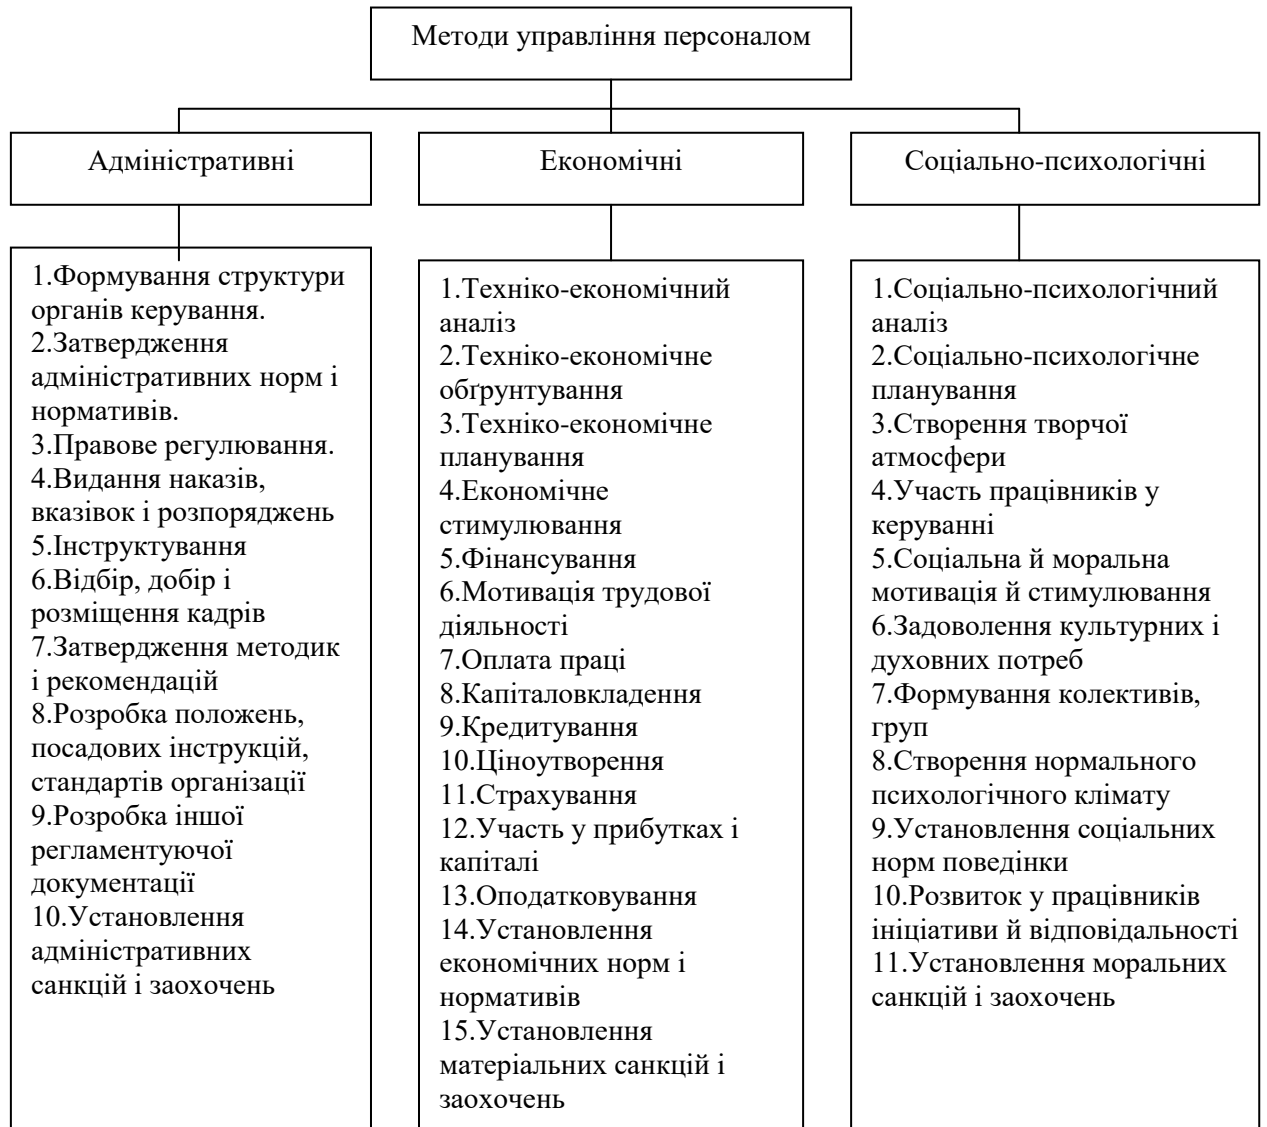 Методи управління персоналом
Адміністративні
Економічні
Соціально-психологічні
1.Формування структури
органів керування.
2.Затвердження
адміністративних норм і
нормативів.
3.Правове регулювання.
4.Видання наказів,
вказівок і розпоряджень
5.Інструктування
6.Відбір, добір і
розміщення кадрів
7.Затвердження методик
і рекомендацій
8.Розробка положень,
посадових інструкцій,
стандартів організації
9.Розробка іншої
регламентуючої
документації
10.Установлення
адміністративних
санкцій і заохочень
1.Техніко-економічний
аналіз
2.Техніко-економічне
обґрунтування
3.Техніко-економічне
планування
4.Економічне
стимулювання
5.Фінансування
6.Мотивація трудової
діяльності
7.Оплата праці
8.Капіталовкладення
9.Кредитування
10.Ціноутворення
11.Страхування
12.Участь у прибутках і
капіталі
13.Оподатковування
14.Установлення
економічних норм і
нормативів
15.Установлення
матеріальних санкцій і
заохочень
1.Соціально-психологічний
аналіз
2.Соціально-психологічне
планування
3.Створення творчої
атмосфери
4.Участь працівників у
керуванні
5.Соціальна й моральна
мотивація й стимулювання
6.Задоволення культурних і
духовних потреб
7.Формування колективів,
груп
8.Створення нормального
психологічного клімату
9.Установлення соціальних
норм поведінки
10.Розвиток у працівників
ініціативи й відповідальності
11.Установлення моральних
санкцій і заохочень